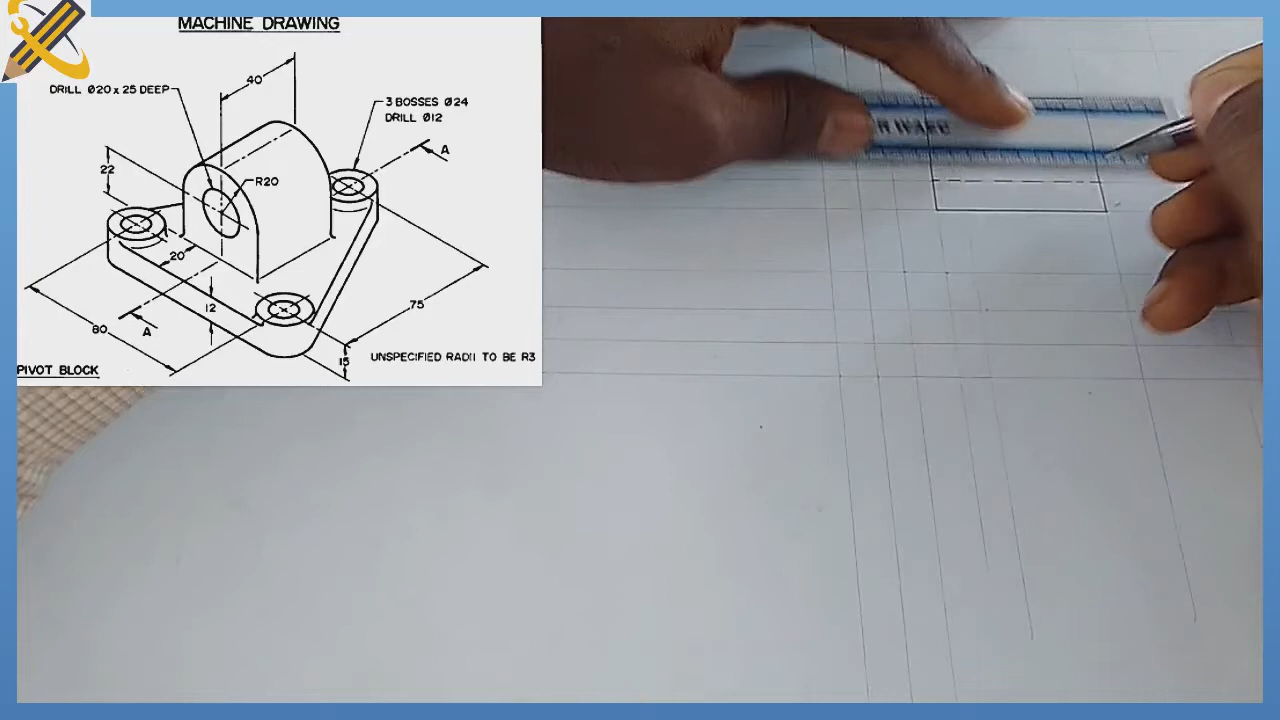 MACHINE DRAWING
40
DRILL Ø20 x 25 DEEP
3 BOSSES Ø24
DRILL Ø12
A
22
R20
20
12
75
80
A
15
UNSPECIFIED RADII TO BE R3
PIVOT BLOCK